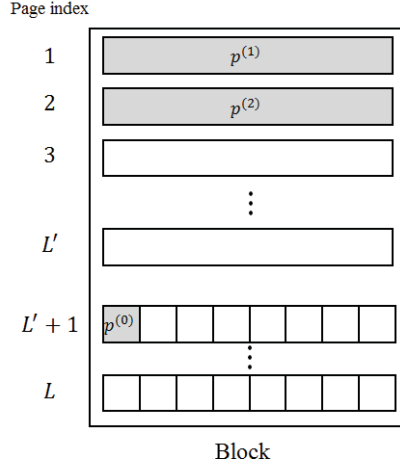 Page index
1 p^{(1)}
2 p^{(2)}
3
⋮
L′
L′ + 1 p^{(0)}
⋮
L
Block